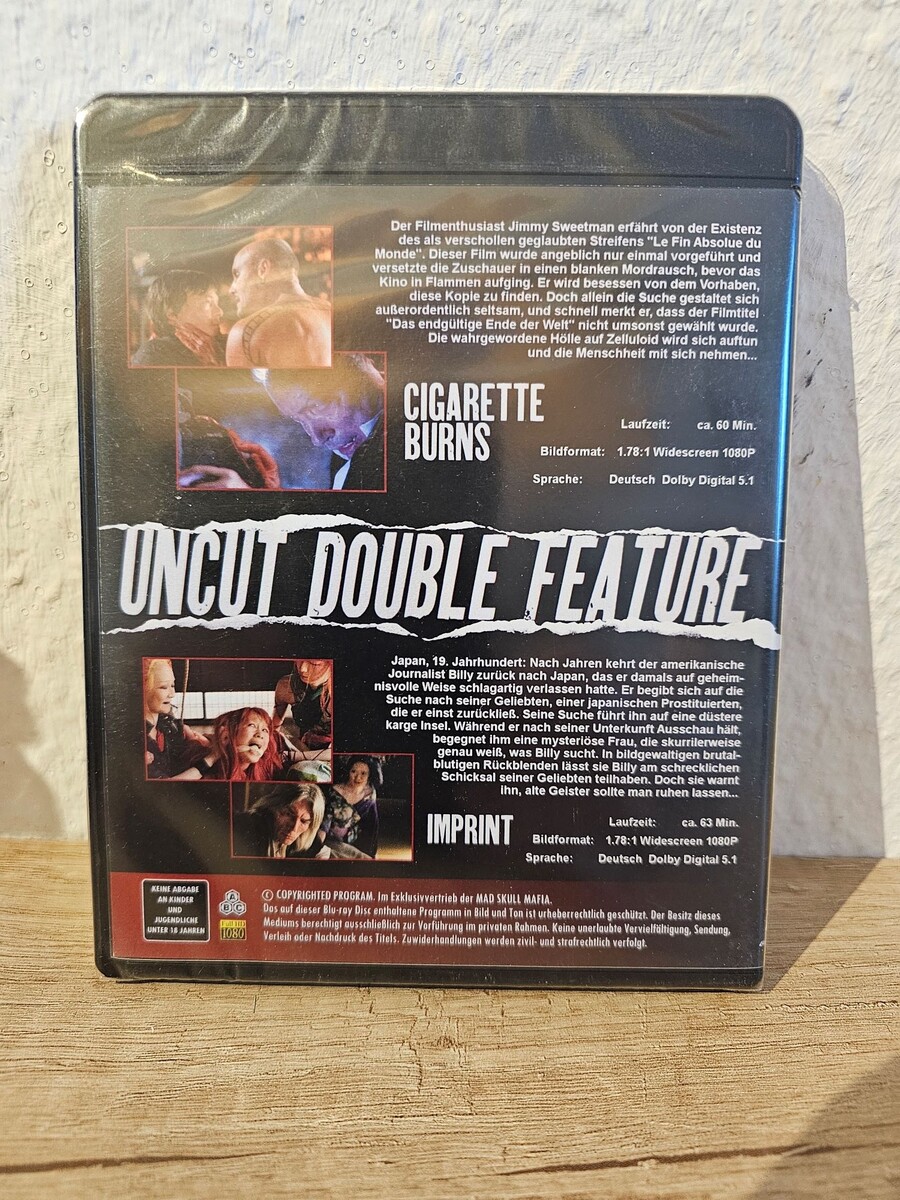 Der Filmenthusiast Jimmy Sweetman erfährt von der Existenz
des als verschollen geglaubten Streifens "Le Fin Absolue du
Monde". Dieser Film wurde angeblich nur einmal vorgeführt und
versetzte die Zuschauer in einen blanken Mordrausch, bevor das
Kino in Flammen aufging. Er wird besessen von dem Vorhaben,
diese Kopie zu finden. Doch allein die Suche gestaltet sich
außerordentlich seltsam, und schnell merkt er, dass der Filmtitel
"Das endgültige Ende der Welt" nicht umsonst gewählt wurde.
Die wahrgewordene Hölle auf Zelluloid wird sich auftun
und die Menschheit mit sich nehmen...
CIGARETTE
BURNS
Laufzeit: ca. 60 Min.
Bildformat: 1.78:1 Widescreen 1080P
Sprache: Deutsch Dolby Digital 5.1
UNCUT DOUBLE FEATURE
Japan, 19. Jahrhundert: Nach Jahren kehrt der amerikanische
Journalist Billy zurück nach Japan, das er damals auf geheim-
nisvolle Weise schlagartig verlassen hatte. Er begibt sich auf die
Suche nach seiner Geliebten, einer japanischen Prostituierten,
die er einst zurückließ. Seine Suche führt ihn auf eine düstere
karge Insel. Während er nach seiner Unterkunft Ausschau hält,
begegnet ihm eine mysteriöse Frau, die skurrilerweise
genau weiß, was Billy sucht. In bildgewaltigen brutal-
blutigen Rückblenden lässt sie Billy am schrecklichen
Schicksal seiner Geliebten teilhaben. Doch sie warnt
ihn, alte Geister sollte man ruhen lassen...
IMPRINT
Laufzeit: ca. 63 Min.
Bildformat: 1.78:1 Widescreen 1080P
Sprache: Deutsch Dolby Digital 5.1
KEINE ABGABE
AN KINDER
UND
JUGENDLICHE
UNTER 18 JAHREN
ABC
FULL HD
1080
© COPYRIGHTED PROGRAM. Im Exklusivvertrieb der MAD SKULL MAFIA.
Das auf dieser Blu-ray Disc enthaltene Programm in Bild und Ton ist urheberrechtlich geschützt. Der Besitz dieses
Mediums berechtigt ausschließlich zur Vorführung im privaten Rahmen. Keine unerlaubte Vervielfältigung, Sendung,
Verleih oder Nachdruck des Titels. Zuwiderhandlungen werden zivil- und strafrechtlich verfolgt.